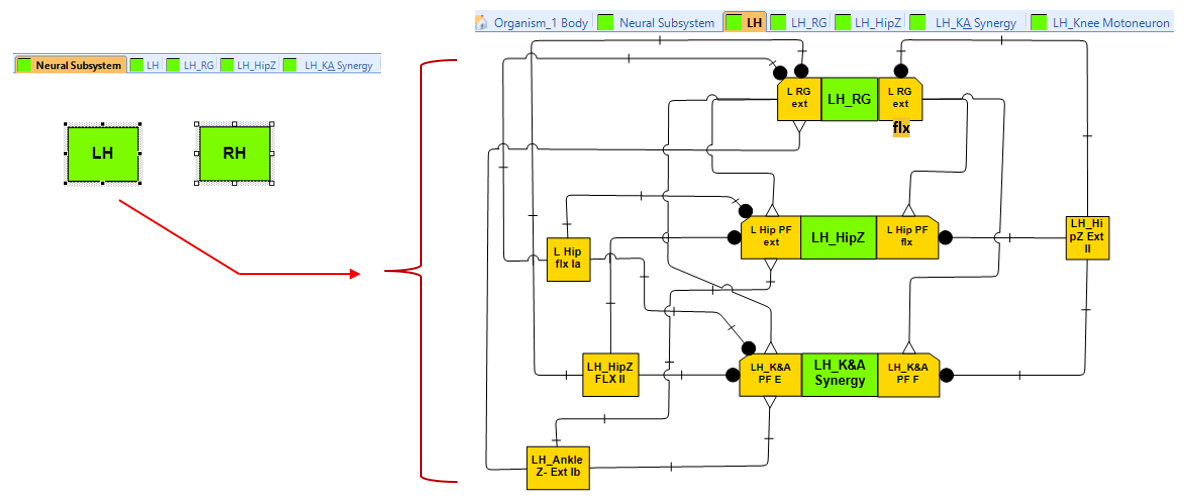 Organism_1 Body Neural Subsystem LH LH_RG LH_HipZ LH_KA Synergy LH_Knee Motoneuron
Neural Subsystem LH LH_RG LH_HipZ LH_KA Synergy
LH
RH
L RG
ext
LH_RG
L RG
ext
flx
L Hip PF
ext
LH_HipZ
L Hip PF
flx
LH_Hi
pZ Ext
II
L Hip
flx Ia
LH_HipZ
FLX II
LH_K&A
PF E
LH_K&A
Synergy
LH_K&A
PF F
LH_Ankle
Z- Ext Ib